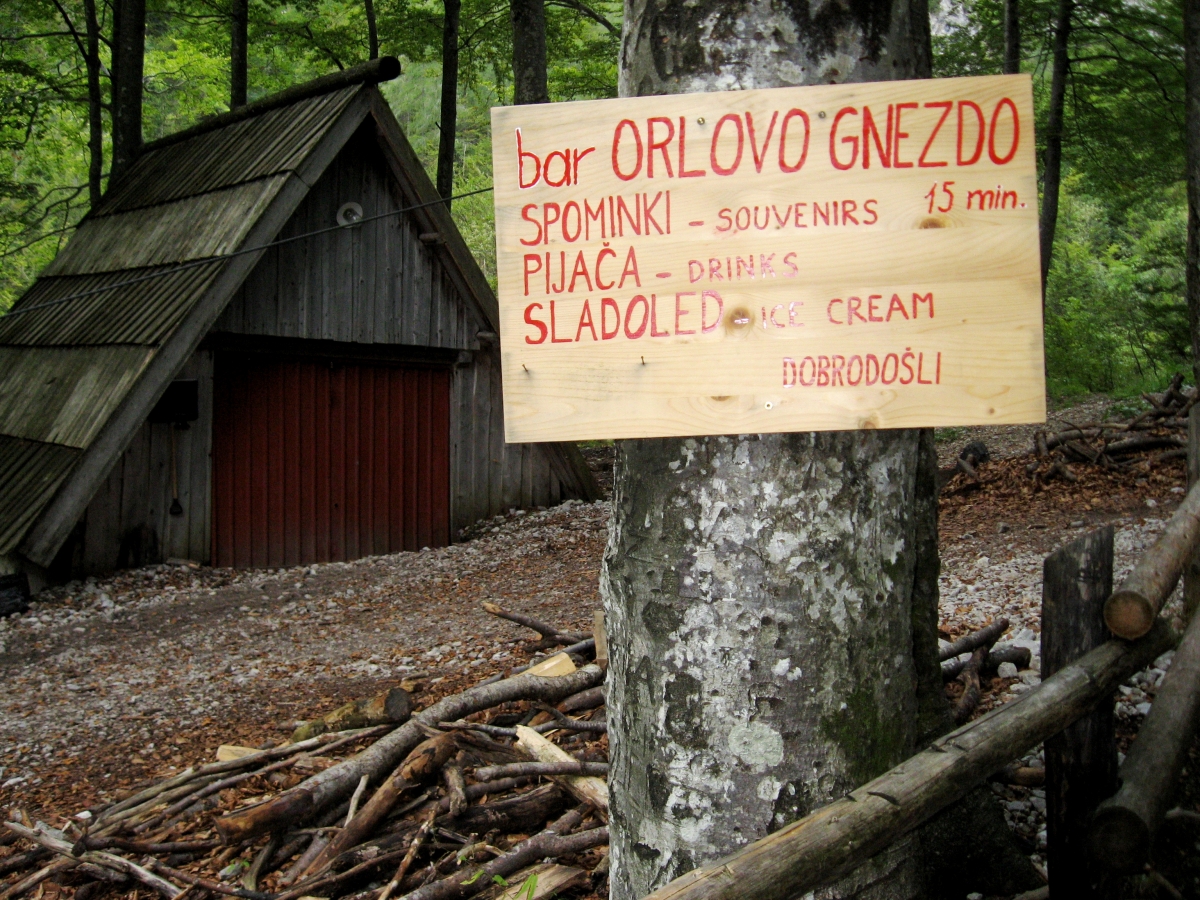 bar ORLOVO GNEZDO
SPOMINKI - SOUVENIRS 15 min.
PIJAČA - DRINKS
SLADOLED - ICE CREAM
DOBRODOŠLI